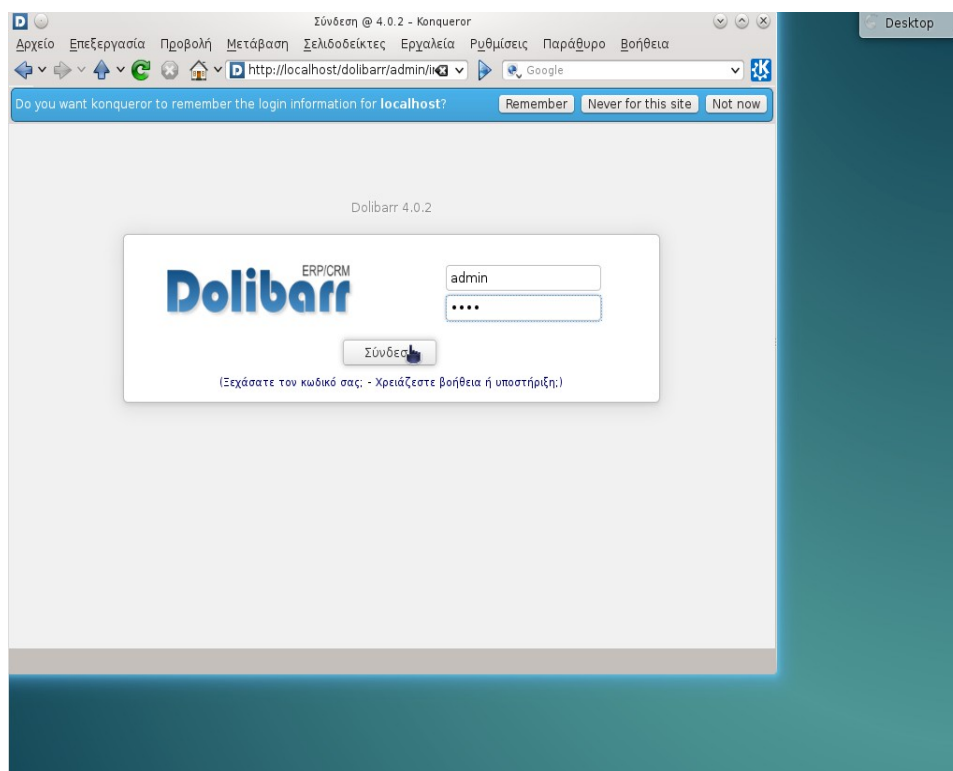 Σύνδεση @ 4.0.2 – Konqueror
Desktop
Αρχείο Επεξεργασία Προβολή Μετάβαση Σελιδοδείκτες Εργαλεία Ρυθμίσεις Παράθυρο Βοήθεια
http://localhost/dolibarr/admin/ Google
Do you want konqueror to remember the login information for localhost? Remember Never for this site Not now
Dolibarr 4.0.2
ERP/CRM
Dolibarr
admin
••••
Σύνδεσ
(Ξεχάσατε τον κωδικό σας; - Χρειάζεστε βοήθεια ή υποστήριξη;)